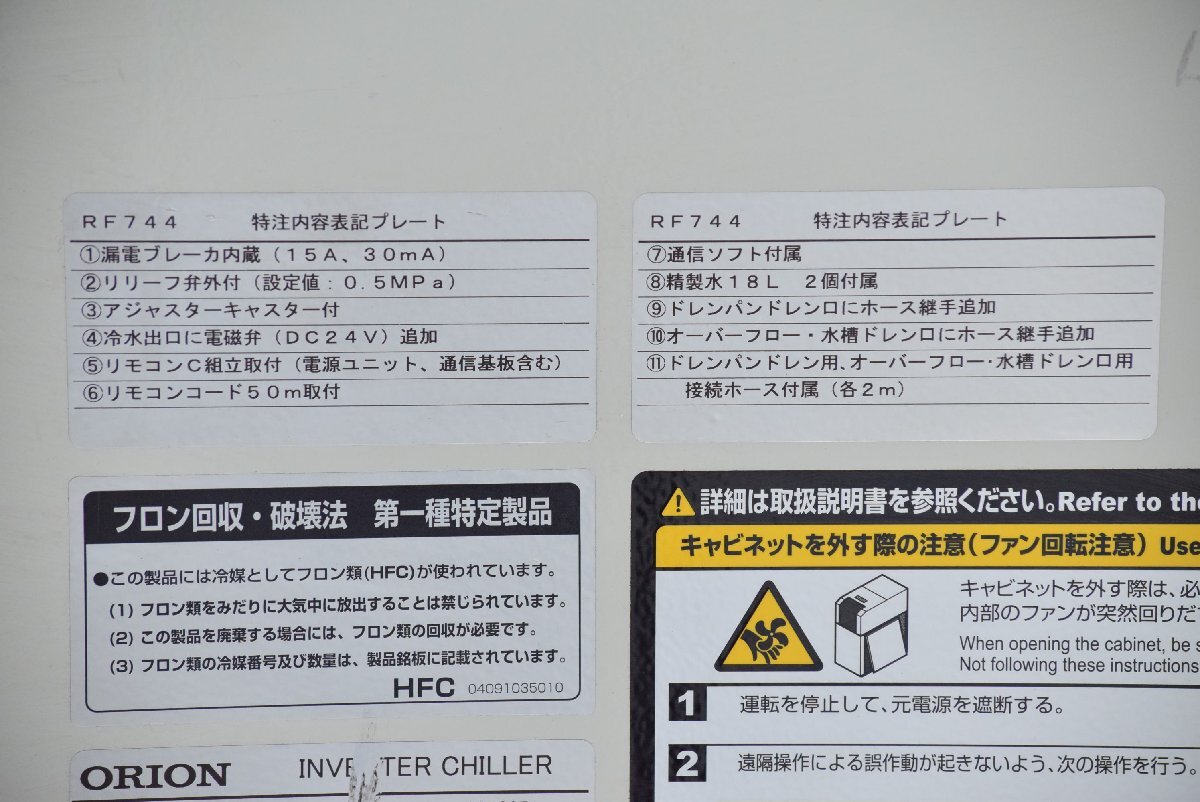 RF744 特注内容表記プレート
①漏電ブレーカ内蔵（15A、30mA）
②リリーフ弁外付（設定値：0.5MPa）
③アジャスターキャスター付
④冷水出口に電磁弁（DC24V）追加
⑤リモコンC組立取付（電源ユニット、通信基板含む）
⑥リモコンコード50m取付
RF744 特注内容表記プレート
⑦通信ソフト付属
⑧精製水18L 2個付属
⑨ドレンパンドレン口にホース継手追加
⑩オーバーフロー・水槽ドレン口にホース継手追加
⑪ドレンパンドレン用、オーバーフロー・水槽ドレン口用
接続ホース付属（各2m）
フロン回収・破壊法 第一種特定製品
●この製品には冷媒としてフロン類(HFC)が使われています。
(1) フロン類をみだりに大気中に放出することは禁じられています。
(2) この製品を廃棄する場合には、フロン類の回収が必要です。
(3) フロン類の冷媒番号及び数量は、製品銘板に記載されています。
HFC 04091035010
ORION INVERTER CHILLER
詳細は取扱説明書を参照ください。Refer to the
キャビネットを外す際の注意（ファン回転注意） Use
キャビネットを外す際は、必
内部のファンが突然回りだ
When opening the cabinet, be s
Not following these instructions
1 運転を停止して、元電源を遮断する。
2 遠隔操作による誤作動が起きないよう、次の操作を行う。